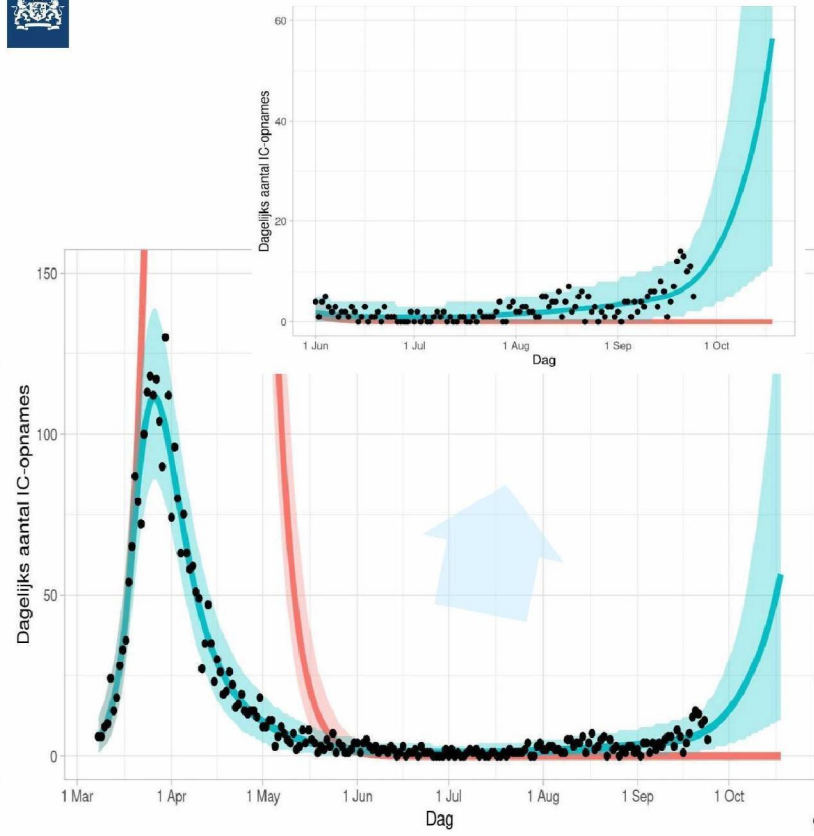 60
40
20
0
Dagelijks aantal IC-opnames
1 Jun
1 Jul
1 Aug
1 Sep
1 Oct
Dag
150
100
50
0
Dagelijks aantal IC-opnames
1 Mar
1 Apr
1 May
1 Jun
1 Jul
1 Aug
1 Sep
1 Oct
Dag